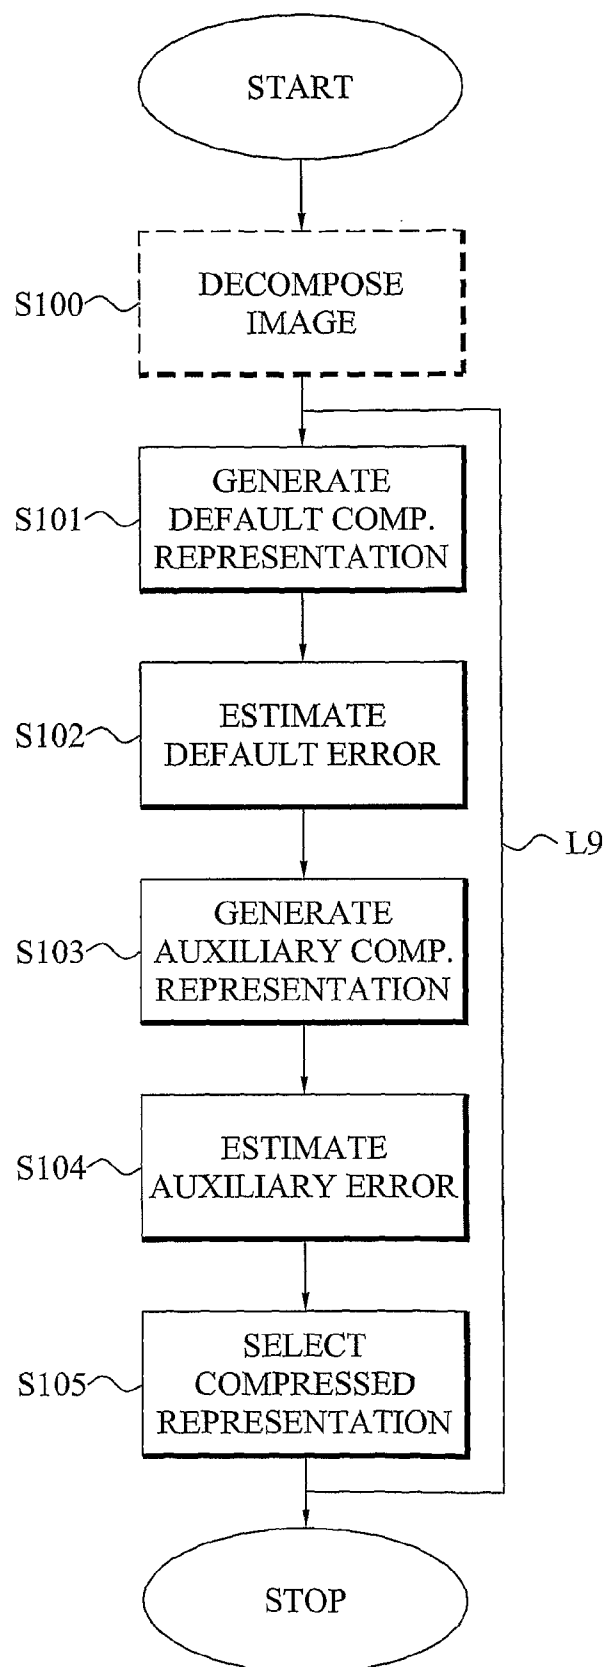 START
S100
DECOMPOSE
IMAGE
S101
GENERATE
DEFAULT COMP.
REPRESENTATION
S102
ESTIMATE
DEFAULT ERROR
L9
S103
GENERATE
AUXILIARY COMP.
REPRESENTATION
S104
ESTIMATE
AUXILIARY ERROR
S105
SELECT
COMPRESSED
REPRESENTATION
STOP